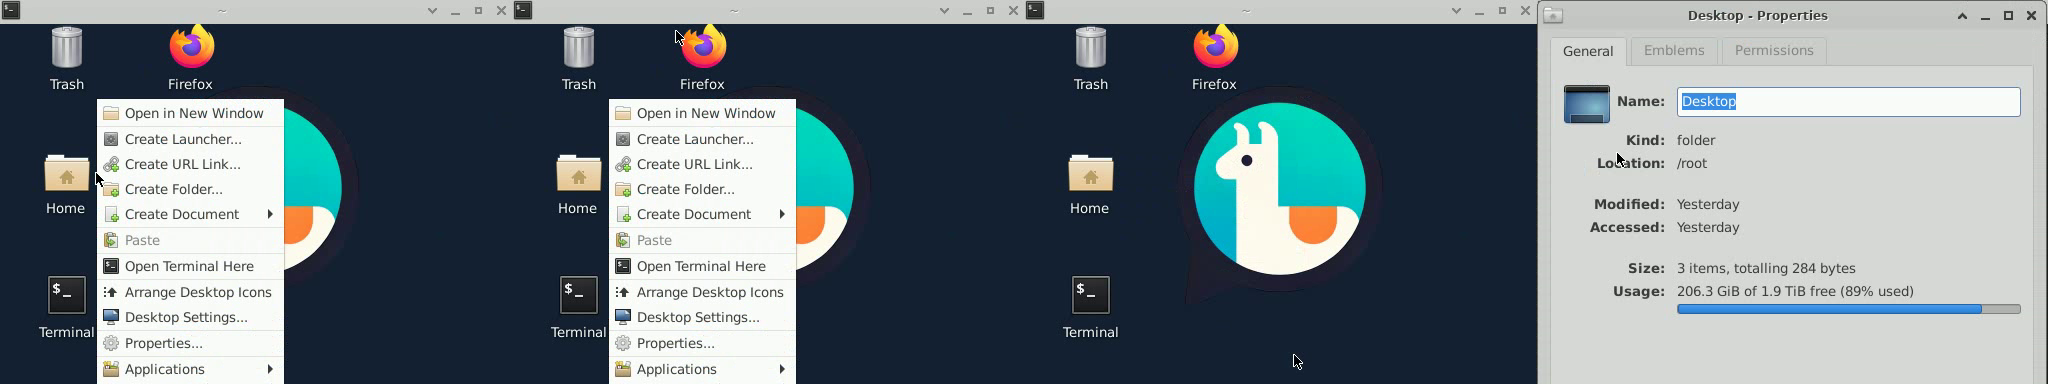 ~
Trash
Firefox
Open in New Window
Create Launcher...
Create URL Link...
Create Folder...
Create Document
Paste
Open Terminal Here
Arrange Desktop Icons
Desktop Settings...
Properties...
Applications
Home
$_
Terminal
~
Trash
Firefox
Open in New Window
Create Launcher...
Create URL Link...
Create Folder...
Create Document
Paste
Open Terminal Here
Arrange Desktop Icons
Desktop Settings...
Properties...
Applications
Home
$_
Terminal
~
Trash
Firefox
Home
$_
Terminal
Desktop - Properties
General Emblems Permissions
Name: Desktop
Kind: folder
Location: /root
Modified: Yesterday
Accessed: Yesterday
Size: 3 items, totalling 284 bytes
Usage: 206.3 GiB of 1.9 TiB free (89% used)